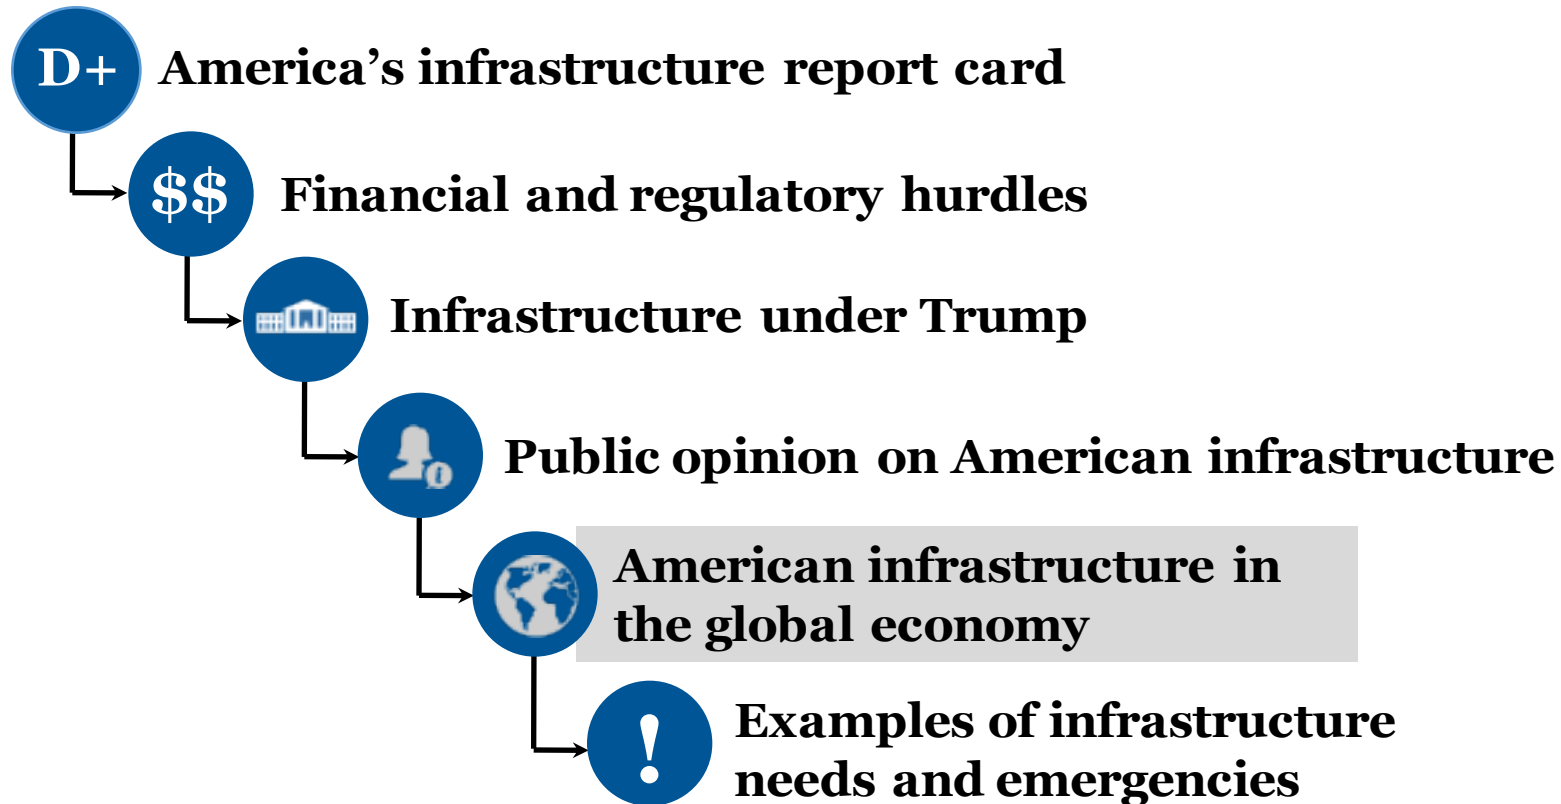 D+ America’s infrastructure report card
$$ Financial and regulatory hurdles
Infrastructure under Trump
Public opinion on American infrastructure
American infrastructure in
the global economy
! Examples of infrastructure
needs and emergencies